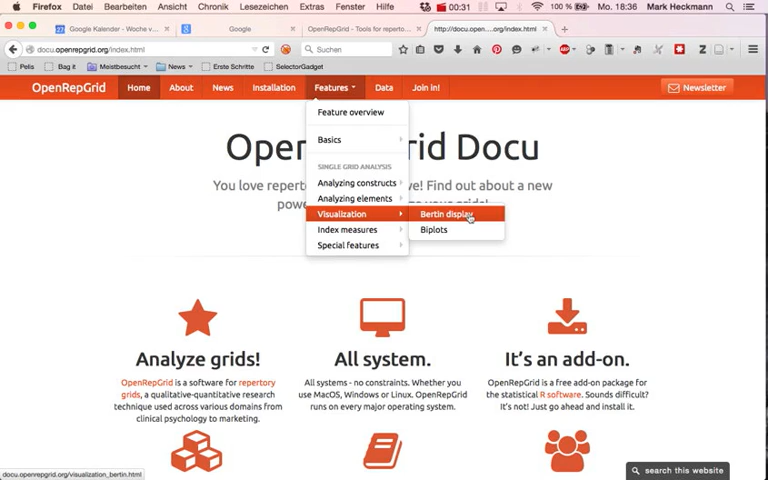 Firefox Datei Bearbeiten Ansicht Chronik Lesezeichen Extras Fenster Hilfe 00:31 100 % Mo. 18:36 Mark Heckmann
Google Kalender - Woche v... Google OpenRepGrid - Tools for reperto... http://docu.open....org/index.html
docu.openrepgrid.org/index.html Suchen
Pelis Meistbesucht Bag it News Erste Schritte SelectorGadget
OpenRepGrid Home About News Installation Features Data Join in! Newsletter
Feature overview
Basics
SINGLE GRID ANALYSIS
Analyzing constructs
Analyzing elements
Visualization Bertin display
Index measures Biplots
Special features
Open rid Docu
You love reper ve! Find out about a new
pow
Analyze grids! All system. It's an add-on.
OpenRepGrid is a software for repertory
grids, a qualitative-quantitative research
technique used across various domains from
clinical psychology to marketing.
All systems - no constraints. Whether you
use MacOS, Windows or Linux. OpenRepGrid
runs on every major operating system.
OpenRepGrid is a free add-on package for
the statistical R software. Sounds difficult?
It's not! Just go ahead and install it.
docu.openrepgrid.org/visualization_bertin.html
search this website